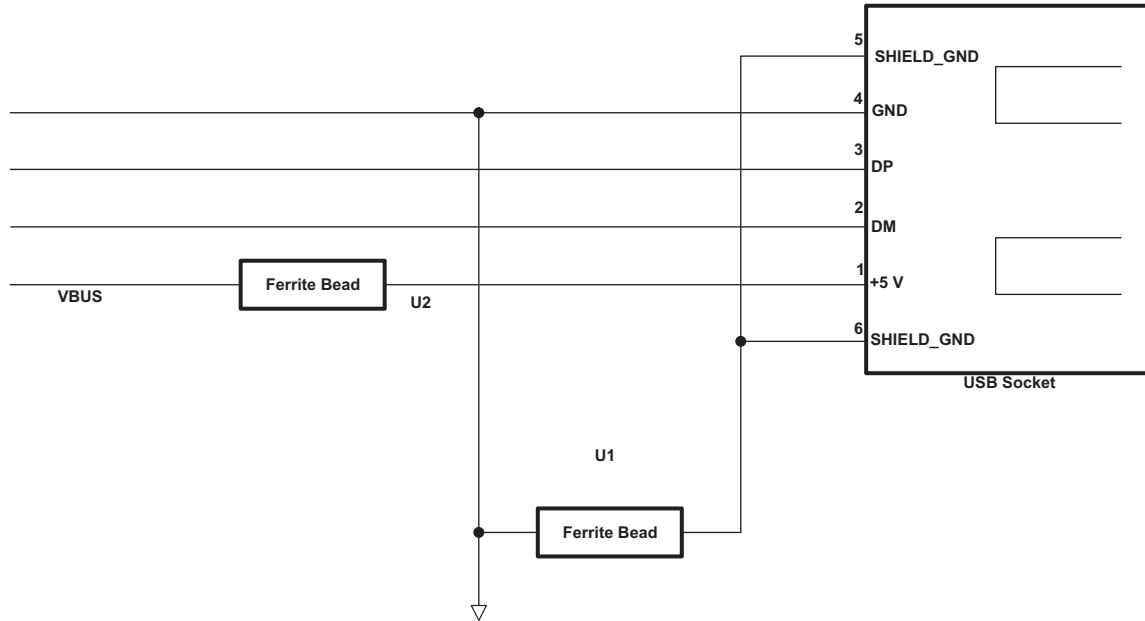 5
SHIELD_GND
4
GND
3
DP
2
DM
1
+5 V
VBUS
Ferrite Bead
U2
6
SHIELD_GND
USB Socket
U1
Ferrite Bead